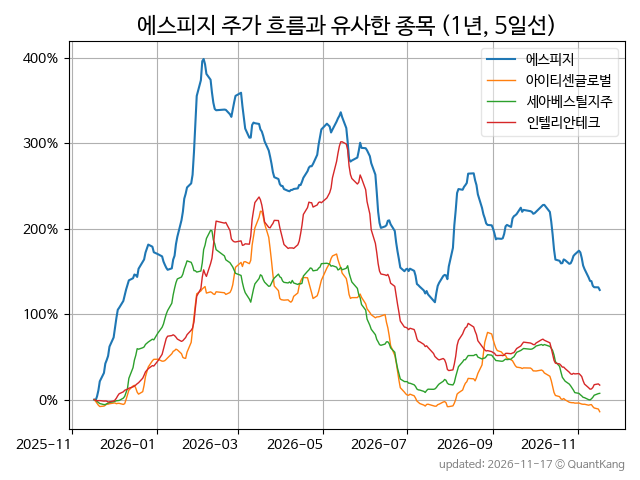 에스피지 주가 흐름과 유사한 종목 (1년, 5일선)
에스피지
아이티센글로벌
세아베스틸지주
인텔리안테크
400%
300%
200%
100%
0%
2025-11
2026-01
2026-03
2026-05
2026-07
2026-09
2026-11
updated: 2026-11-17 © QuantKang